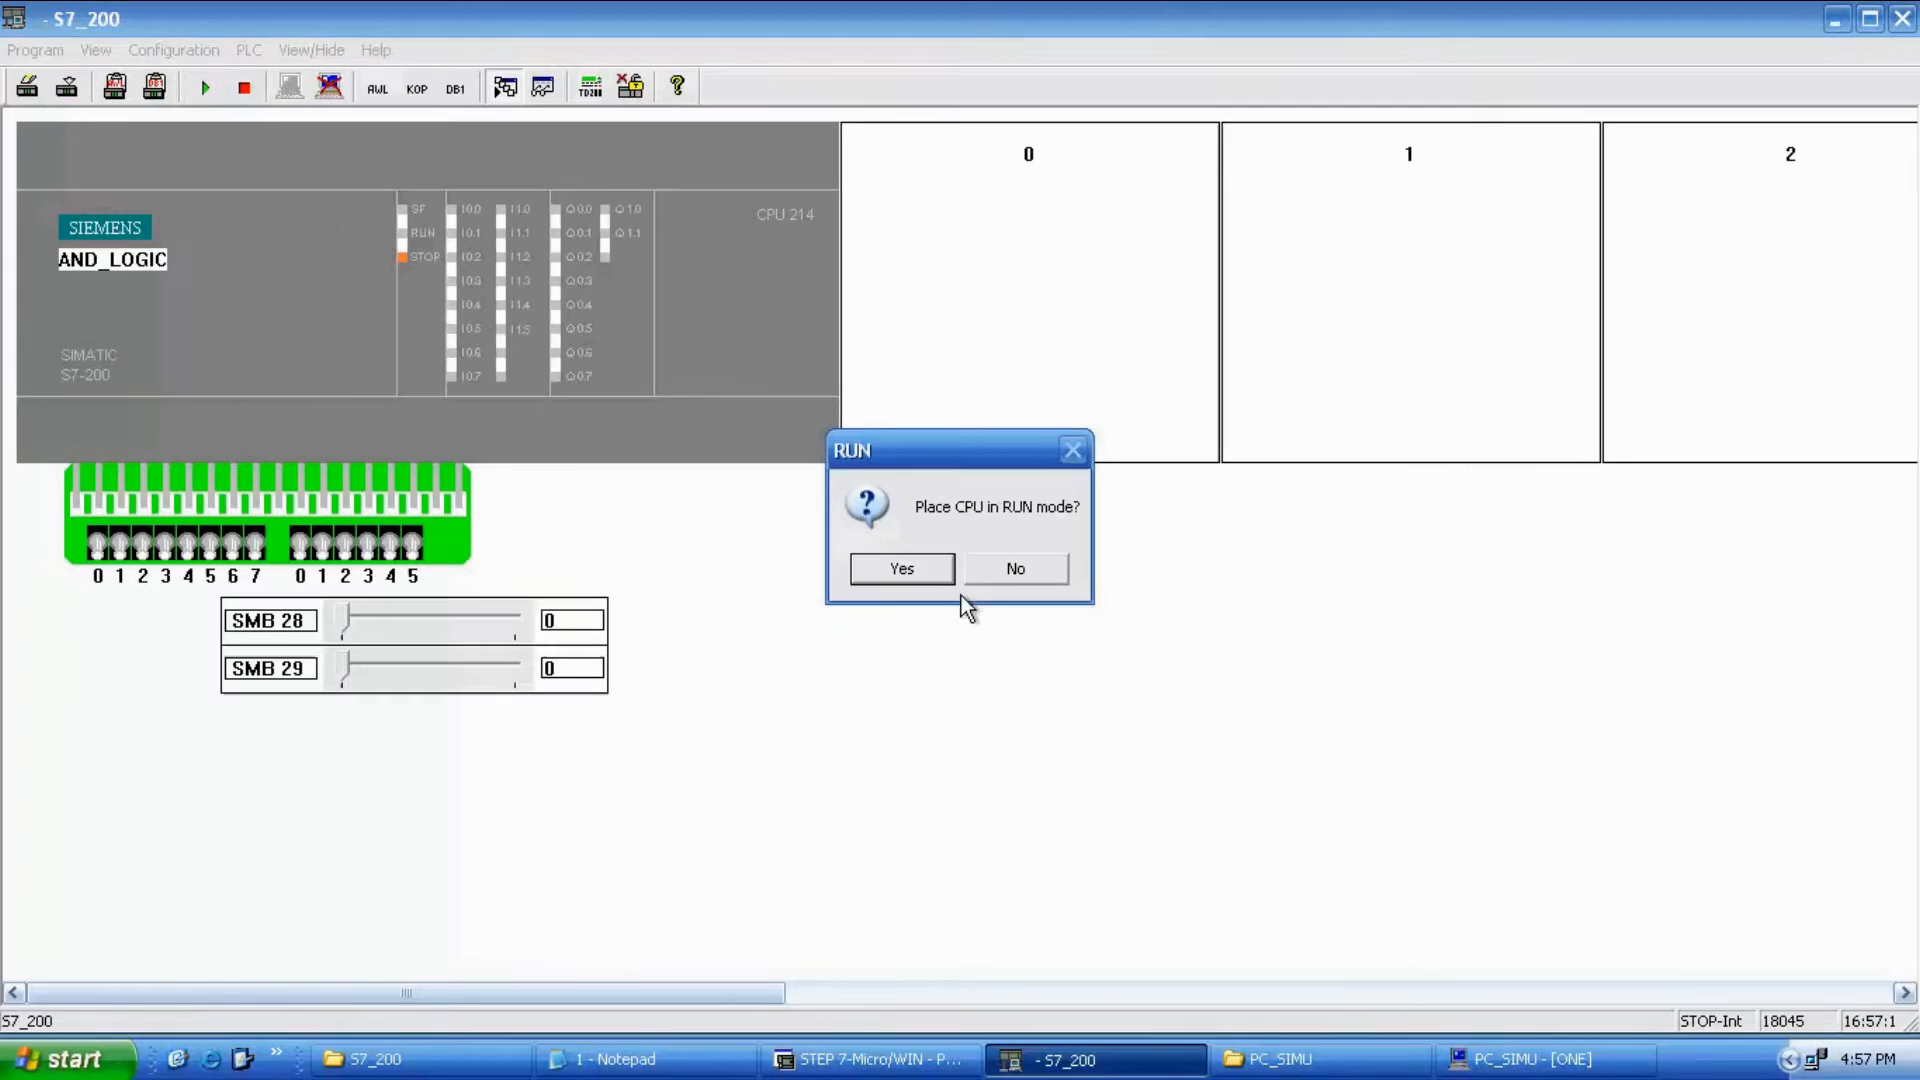 - S7_200
Program View Configuration PLC View/Hide Help
AWL KOP DB1 TD200
0 1 2
SIEMENS
AND_LOGIC
CPU 214
SF I0.0 I1.0 Q0.0 Q1.0
RUN I0.1 I1.1 Q0.1 Q1.1
STOP I0.2 I1.2 Q0.2
I0.3 I1.3 Q0.3
I0.4 I1.4 Q0.4
I0.5 I1.5 Q0.5
I0.6 Q0.6
I0.7 Q0.7
SIMATIC
S7-200
RUN
Place CPU in RUN mode?
Yes No
0 1 2 3 4 5 6 7 0 1 2 3 4 5
SMB 28 0
SMB 29 0
S7_200 STOP-Int 18045 16:57:1
start S7_200 1 - Notepad STEP 7-Micro/WIN - P... - S7_200 PC_SIMU PC_SIMU - [ONE] 4:57 PM